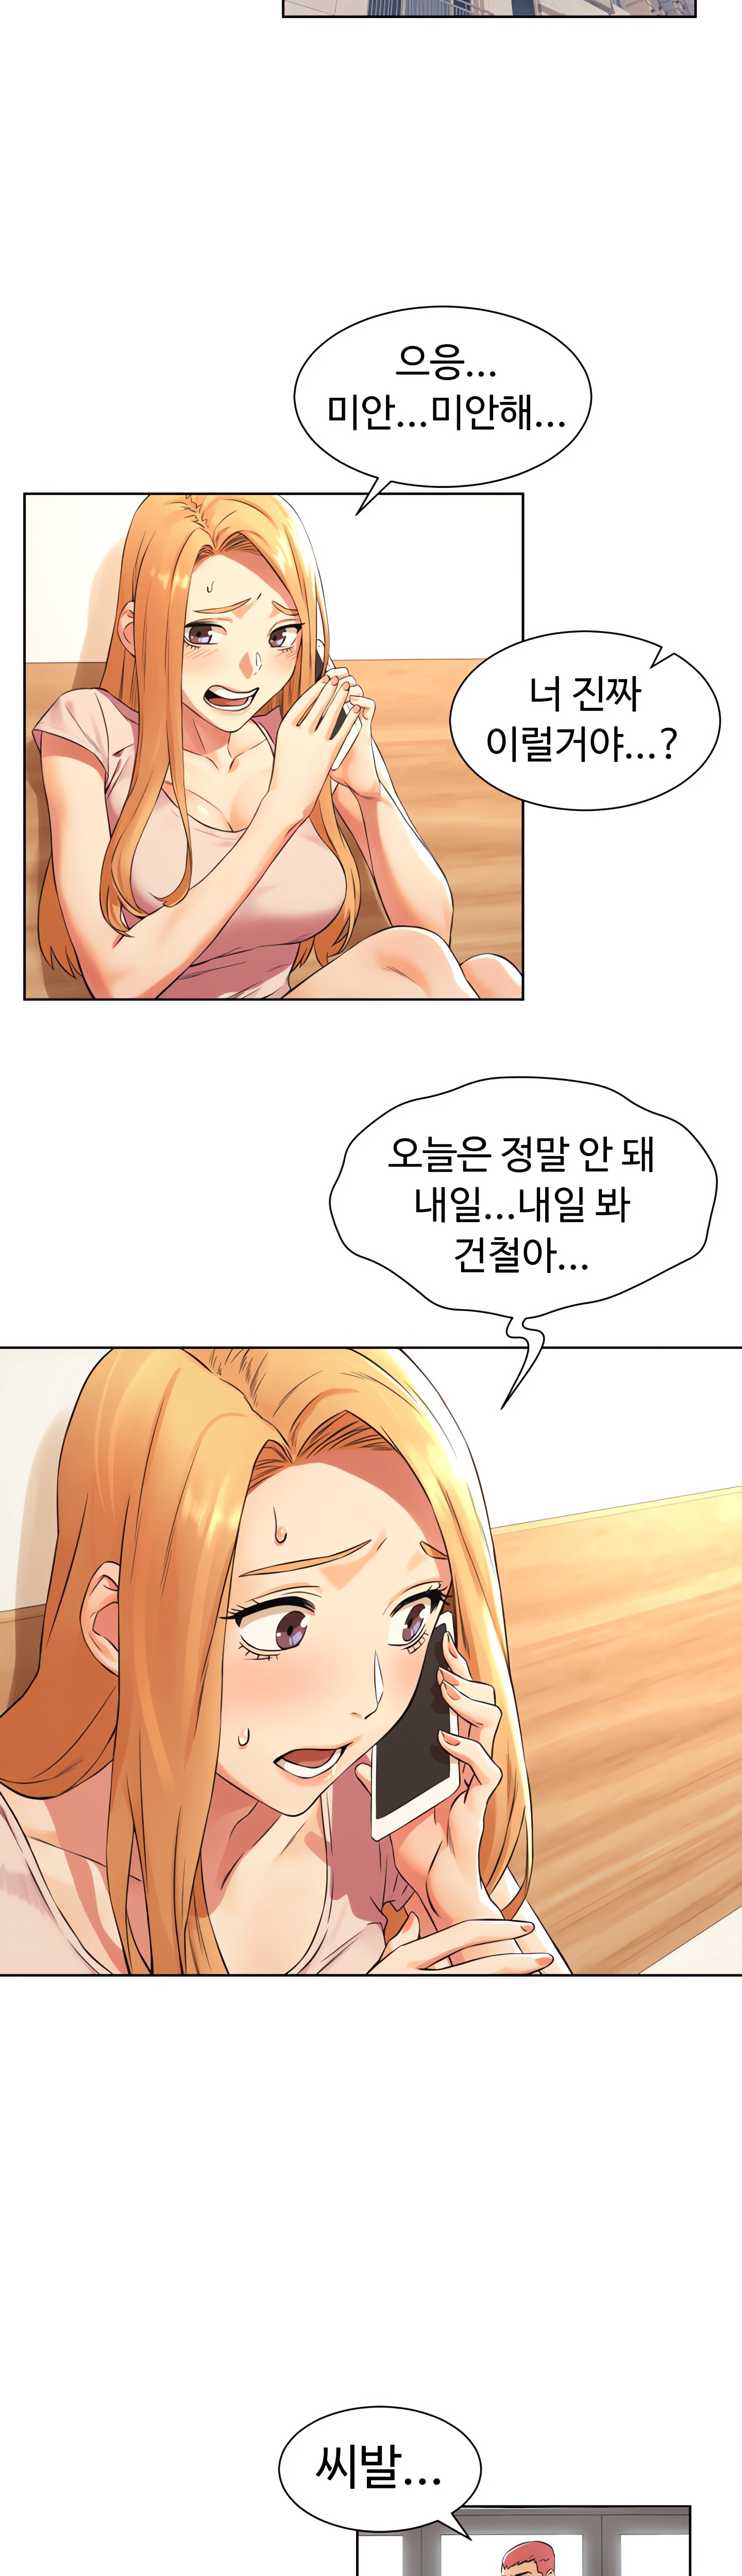 으응...
미안...미안해...
너 진짜
이럴거야...?
오늘은 정말 안 돼
내일...내일 봐
건철아...
씨발...